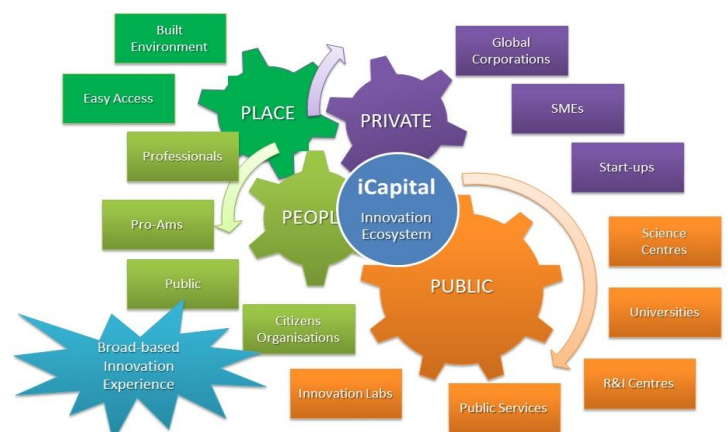 Built
Environment
Easy Access
PLACE
PRIVATE
Global
Corporations
SMEs
Start-ups
Professionals
Pro-Ams
Public
PEOPL
iCapital
Innovation
Ecosystem
PUBLIC
Science
Centres
Universities
R&I Centres
Public Services
Innovation Labs
Citizens
Organisations
Broad-based
Innovation
Experience